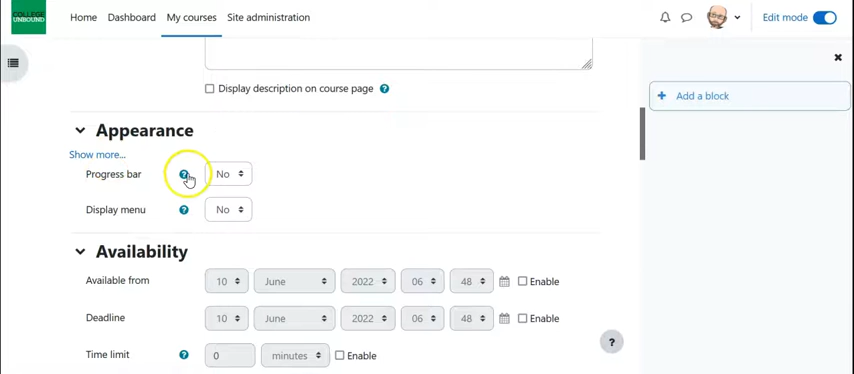 COLLEGE
UNBOUND
Home Dashboard My courses Site administration Edit mode
Display description on course page ?
+ Add a block
Appearance
Show more...
Progress bar ? No
Display menu ? No
Availability
Available from 10 June 2022 06 48 Enable
Deadline 10 June 2022 06 48 Enable
?
Time limit ? 0 minutes Enable